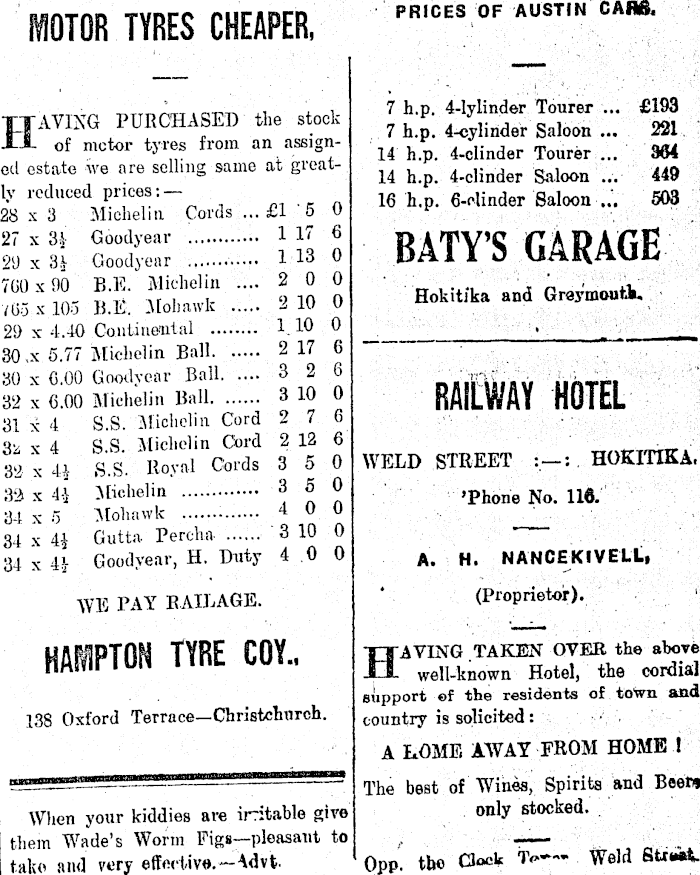 MOTOR TYRES CHEAPER,
HAVING PURCHASED the stock
of motor tyres from an assign-
ed estate we are selling same at great-
ly reduced prices:—
28 x 3 Michelin Cords ... £1 5 0
27 x 3½ Goodyear ............ 1 17 6
29 x 3½ Goodyear ............ 1 13 0
760 x 90 B.E. Michelin .... 2 0 0
765 x 105 B.E. Mohawk ..... 2 10 0
29 x 4.40 Continental ........ 1 10 0
30 x 5.77 Michelin Ball. ..... 2 17 6
30 x 6.00 Goodyear Ball. .... 3 2 6
32 x 6.00 Michelin Ball. ...... 3 10 0
31 x 4 S.S. Michelin Cord 2 7 6
32 x 4 S.S. Michelin Cord 2 12 6
32 x 4½ S.S. Royal Cords 3 5 0
32 x 4½ Michelin ............. 3 5 0
34 x 5 Mohawk ............. 4 0 0
34 x 4½ Gutta Percha ...... 3 10 0
34 x 4½ Goodyear, H. Duty 4 0 0
WE PAY RAILAGE.
HAMPTON TYRE COY.,
138 Oxford Terrace—Christchurch.
When your kiddies are irritable give
them Wade's Worm Figs—pleasant to
take and very effective.—Advt.
PRICES OF AUSTIN CARS.
7 h.p. 4-lylinder Tourer ... £193
7 h.p. 4-cylinder Saloon ... 221
14 h.p. 4-clinder Tourer ... 364
14 h.p. 4-clinder Saloon ... 449
16 h.p. 6-clinder Saloon ... 503
BATY'S GARAGE
Hokitika and Greymouth.
RAILWAY HOTEL
WELD STREET :—: HOKITIKA.
'Phone No. 116.
A. H. NANCEKIVELL,
(Proprietor).
HAVING TAKEN OVER the above
well-known Hotel, the cordial
support of the residents of town and
country is solicited:
A HOME AWAY FROM HOME !
The best of Wines, Spirits and Beers
only stocked.
Opp. the Clock Tower Weld Street.